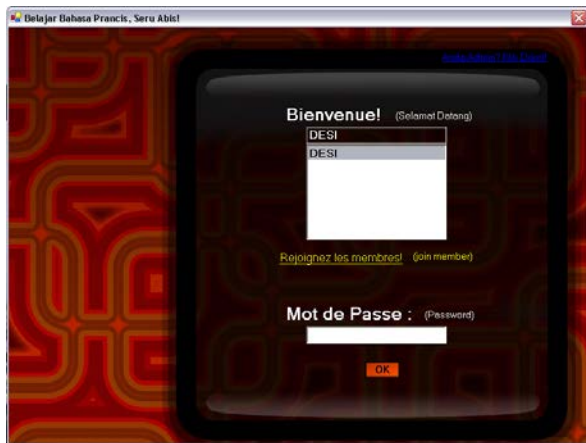 Belajar Bahasa Prancis, Seru Abis!
Bienvenue! (Selamat Datang)
DESI
DESI
Rejoignez les membres! (join member)
Mot de Passe : (Password)
OK